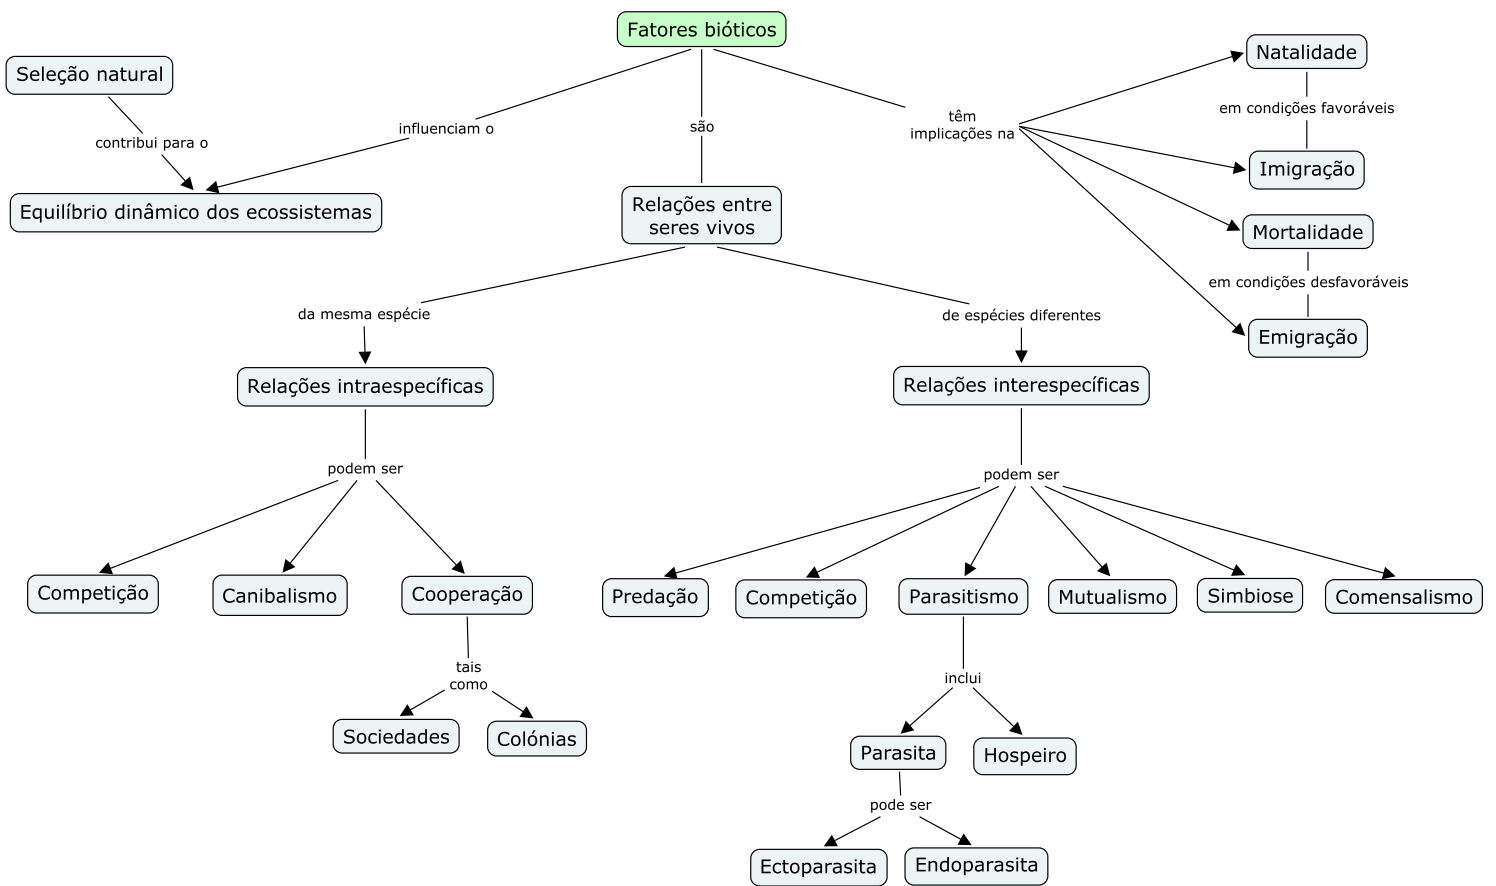 Fatores bióticos
Seleção natural
Natalidade
em condições favoráveis
têm
implicações na
influenciam o
são
contribui para o
Imigração
Equilíbrio dinâmico dos ecossistemas
Relações entre
seres vivos
Mortalidade
em condições desfavoráveis
Emigração
da mesma espécie
de espécies diferentes
Relações intraespecíficas
Relações interespecíficas
podem ser
podem ser
Competição
Canibalismo
Cooperação
Predação
Competição
Parasitismo
Mutualismo
Simbiose
Comensalismo
tais
como
inclui
Sociedades
Colónias
Parasita
Hospeiro
pode ser
Ectoparasita
Endoparasita